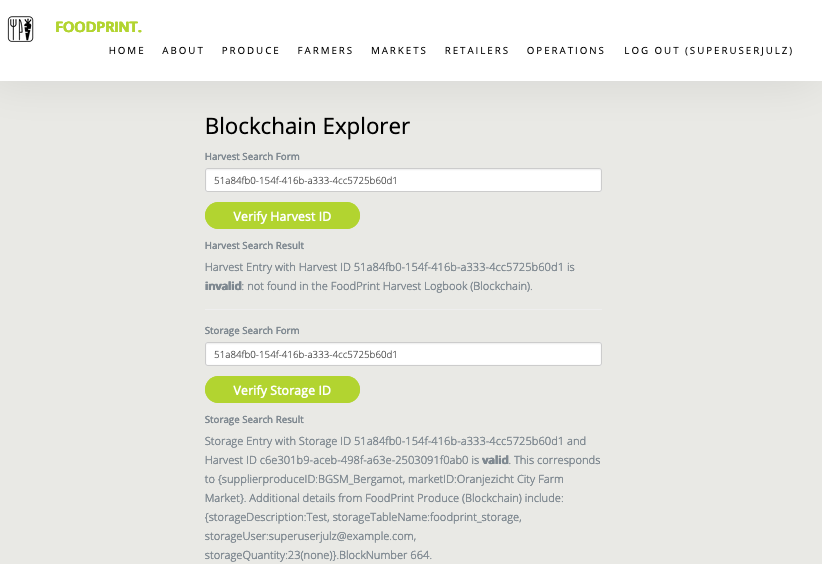 FOODPRINT.
HOME ABOUT PRODUCE FARMERS MARKETS RETAILERS OPERATIONS LOG OUT (SUPERUSERJULZ)
Blockchain Explorer
Harvest Search Form
51a84fb0-154f-416b-a333-4cc5725b60d1
Verify Harvest ID
Harvest Search Result
Harvest Entry with Harvest ID 51a84fb0-154f-416b-a333-4cc5725b60d1 is
invalid: not found in the FoodPrint Harvest Logbook (Blockchain).
Storage Search Form
51a84fb0-154f-416b-a333-4cc5725b60d1
Verify Storage ID
Storage Search Result
Storage Entry with Storage ID 51a84fb0-154f-416b-a333-4cc5725b60d1 and
Harvest ID c6e301b9-aceb-498f-a63e-2503091f0ab0 is valid. This corresponds
to {supplierproduceID:BGSM_Bergamot, marketID:Oranjezicht City Farm
Market}. Additional details from FoodPrint Produce (Blockchain) include:
{storageDescription:Test, storageTableName:foodprint_storage,
storageUser:superuserjulz@example.com,
storageQuantity:23(none)}.BlockNumber 664.